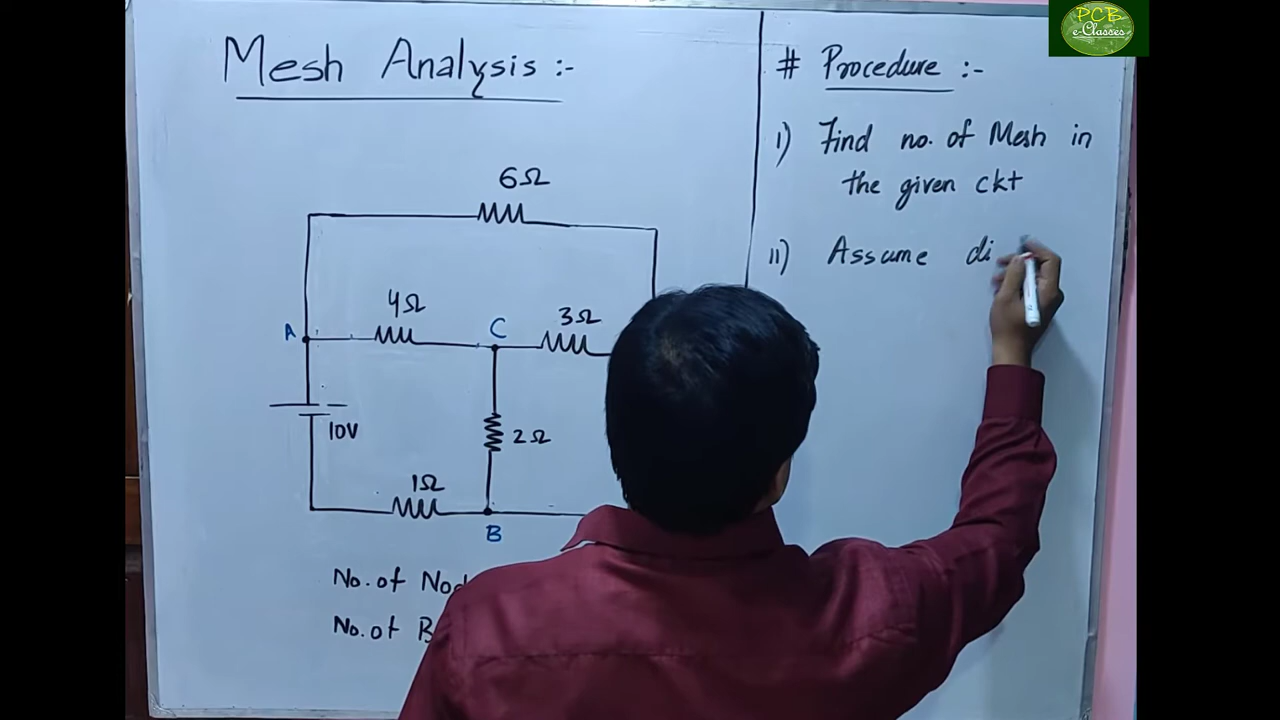 PCB
e-Classes
Mesh Analysis :-
# Procedure :-
i) Find no. of Mesh in
the given ckt
ii) Assume di
6Ω
4Ω
3Ω
A
C
10V
2Ω
1Ω
B
No. of
No. of